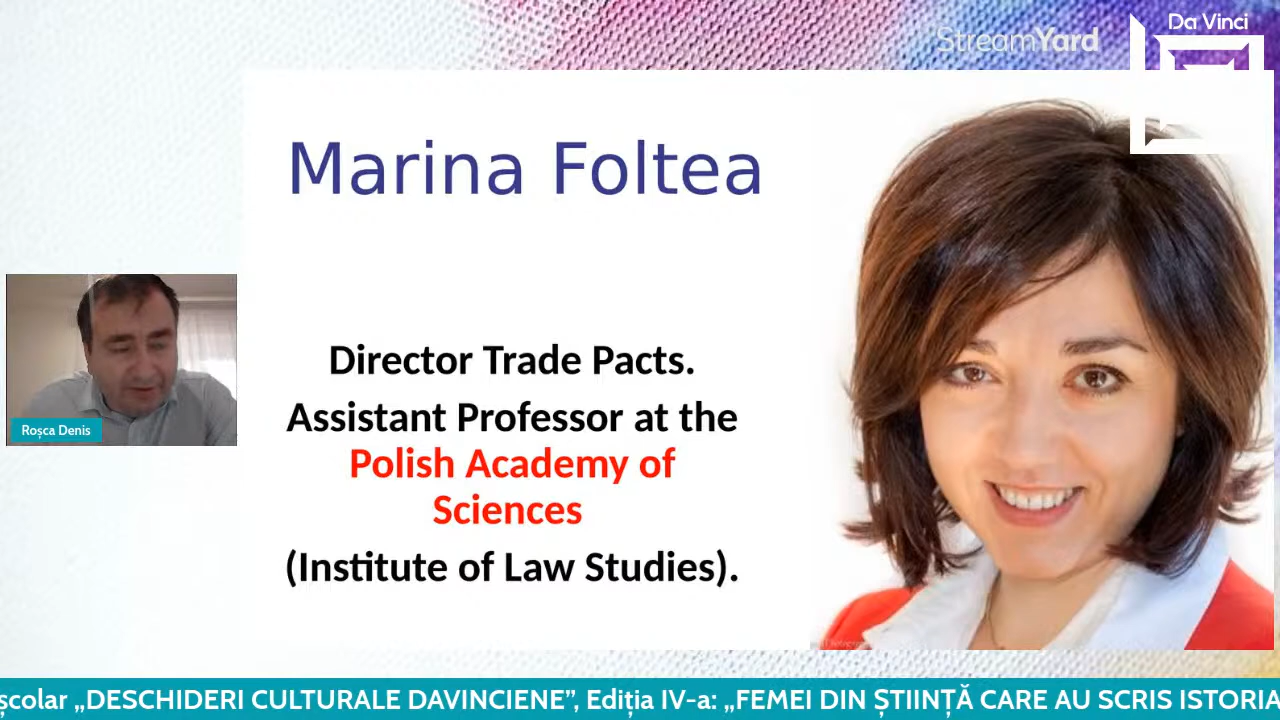 StreamYard
Da Vinci
Marina Foltea
Director Trade Pacts.
Assistant Professor at the
Polish Academy of
Sciences
(Institute of Law Studies).
Roșca Denis
școlar „DESCHIDERI CULTURALE DAVINCIENE”, Ediția IV-a: „FEMEI DIN ȘTIINȚĂ CARE AU SCRIS ISTORIA